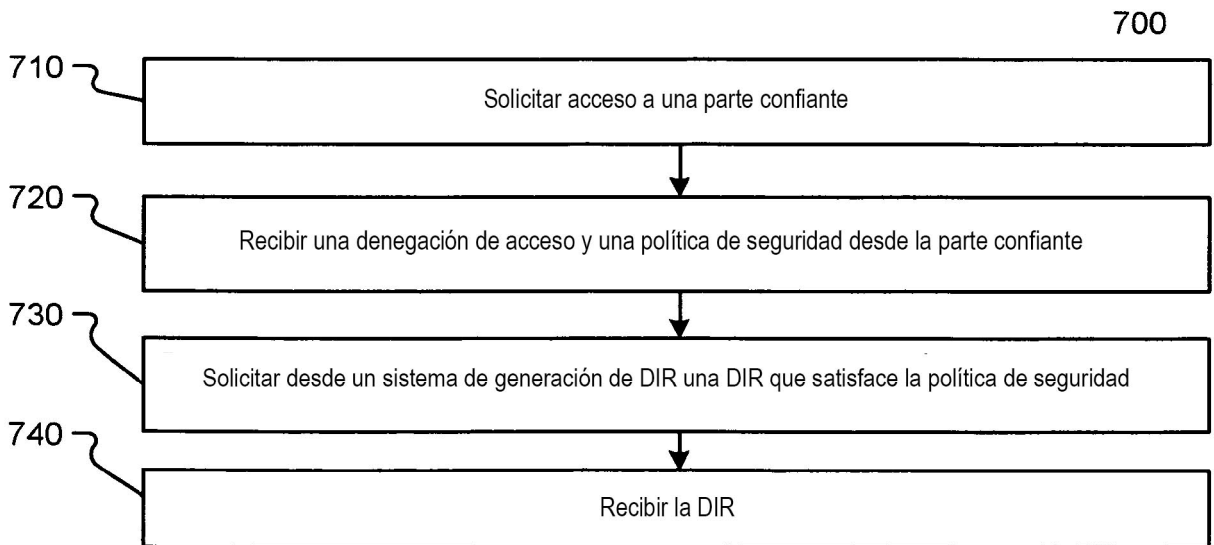 700
710
Solicitar acceso a una parte confiante
720
Recibir una denegación de acceso y una política de seguridad desde la parte confiante
730
Solicitar desde un sistema de generación de DIR una DIR que satisface la política de seguridad
740
Recibir la DIR